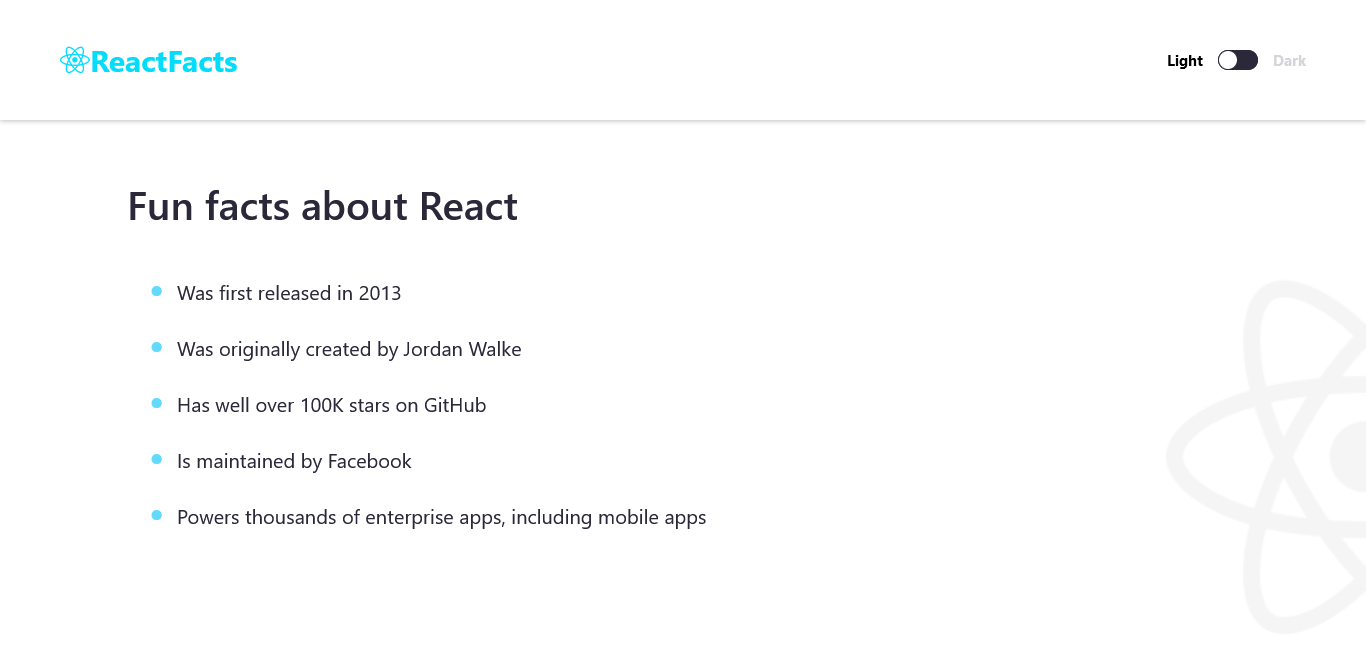 ReactFacts
Light Dark
Fun facts about React
Was first released in 2013
Was originally created by Jordan Walke
Has well over 100K stars on GitHub
Is maintained by Facebook
Powers thousands of enterprise apps, including mobile apps